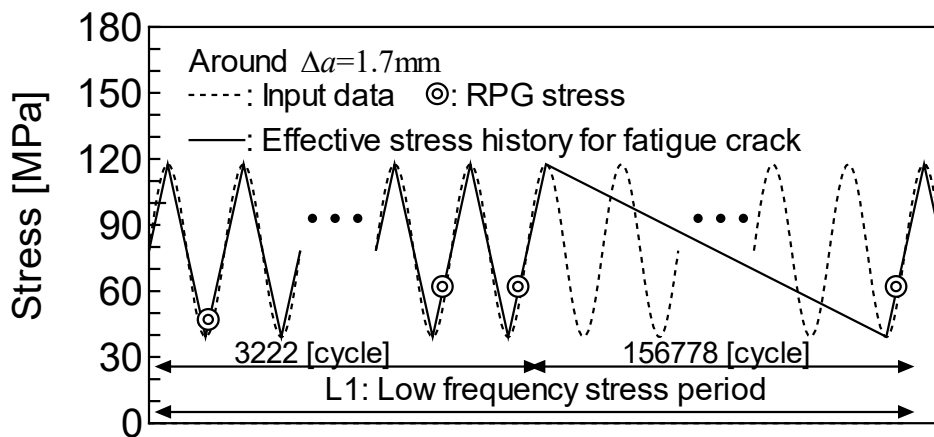 180
150
120
90
60
30
0
Stress [MPa]
Around Δa=1.7mm
: Input data ◎: RPG stress
: Effective stress history for fatigue crack
3222 [cycle]
156778 [cycle]
L1: Low frequency stress period